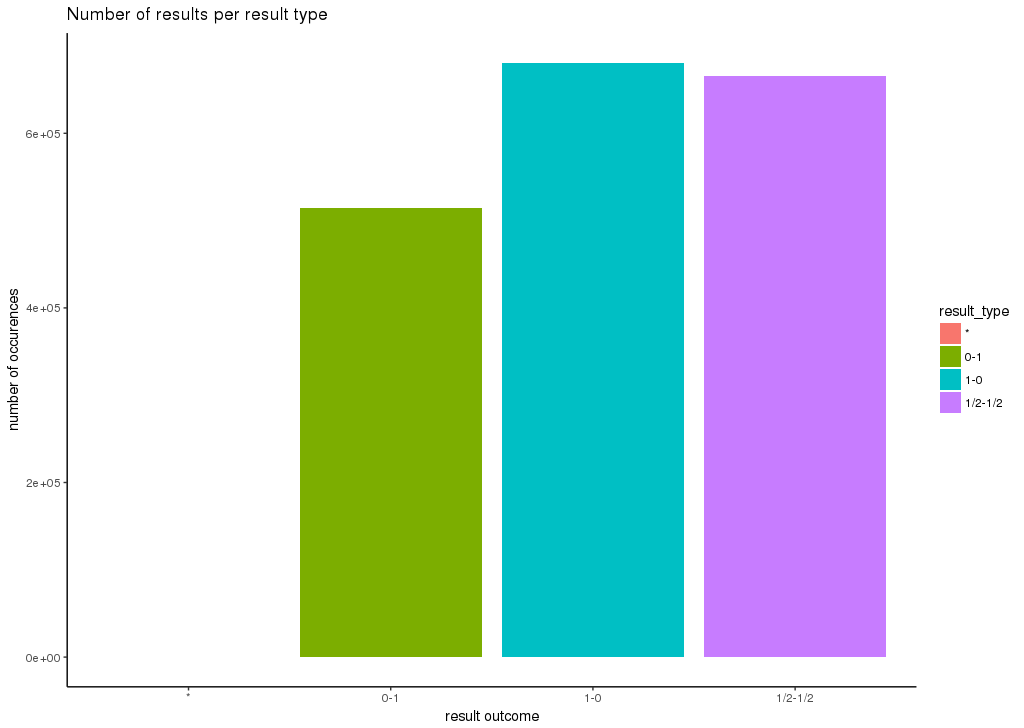 Number of results per result type
number of occurences
6e+05
4e+05
2e+05
0e+00
*
0-1
1-0
1/2-1/2
result outcome
result_type
*
0-1
1-0
1/2-1/2